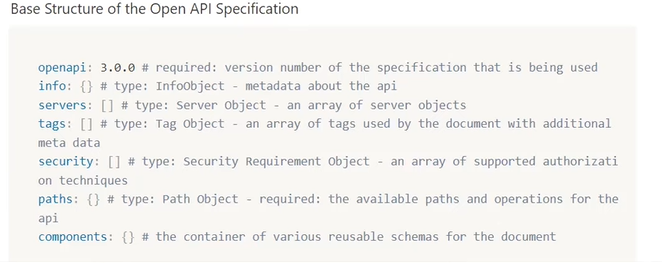 Base Structure of the Open API Specification
openapi: 3.0.0 # required: version number of the specification that is being used
info: {} # type: InfoObject - metadata about the api
servers: [] # type: Server Object - an array of server objects
tags: [] # type: Tag Object - an array of tags used by the document with additional
meta data
security: [] # type: Security Requirement Object - an array of supported authorizati
on techniques
paths: {} # type: Path Object - required: the available paths and operations for the
api
components: {} # the container of various reusable schemas for the document